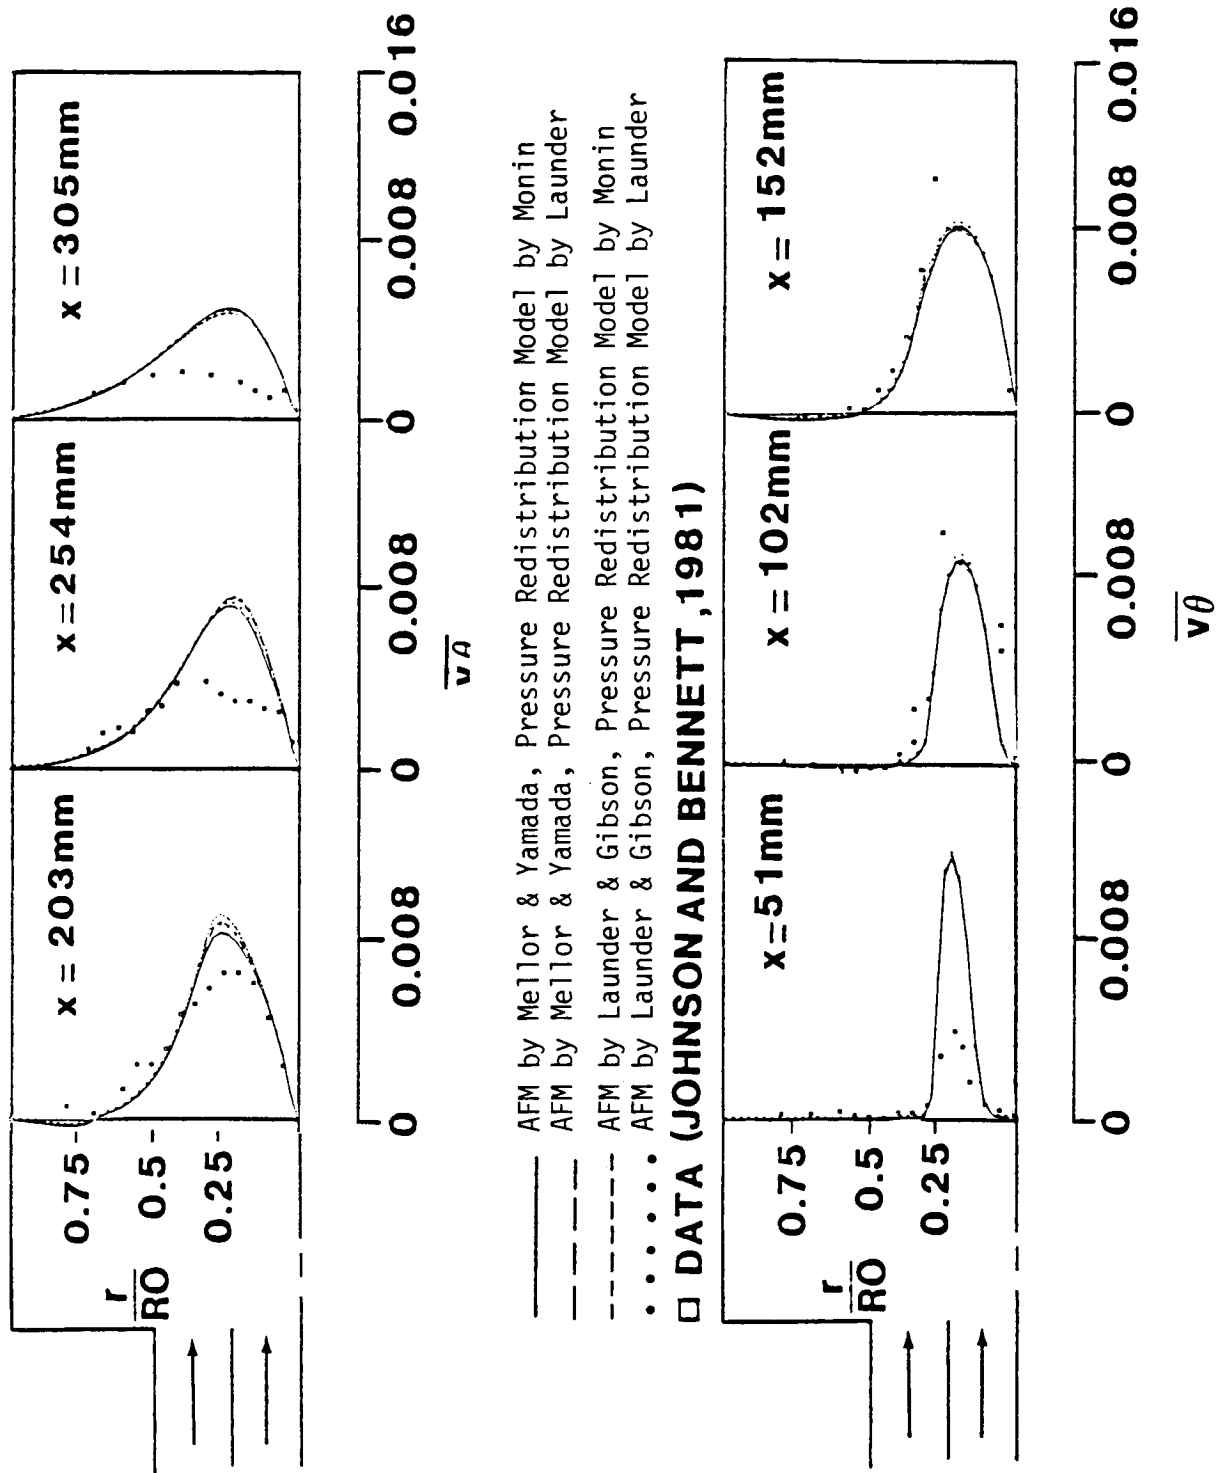 x = 203mm
x = 254mm
x = 305mm
r
RO
0.75
0.5
0.25
0
0.008
0
0.008
0
0.008
0.016
AFM by Mellor & Yamada, Pressure Redistribution Model by Monin
AFM by Mellor & Yamada, Pressure Redistribution Model by Launder
AFM by Launder & Gibson, Pressure Redistribution Model by Monin
AFM by Launder & Gibson, Pressure Redistribution Model by Launder
DATA (JOHNSON AND BENNETT, 1981)
x = 51mm
x = 102mm
x = 152mm
r
RO
0.75
0.5
0.25
0
0.008
0
0.008
0
0.008
0.016
vθ